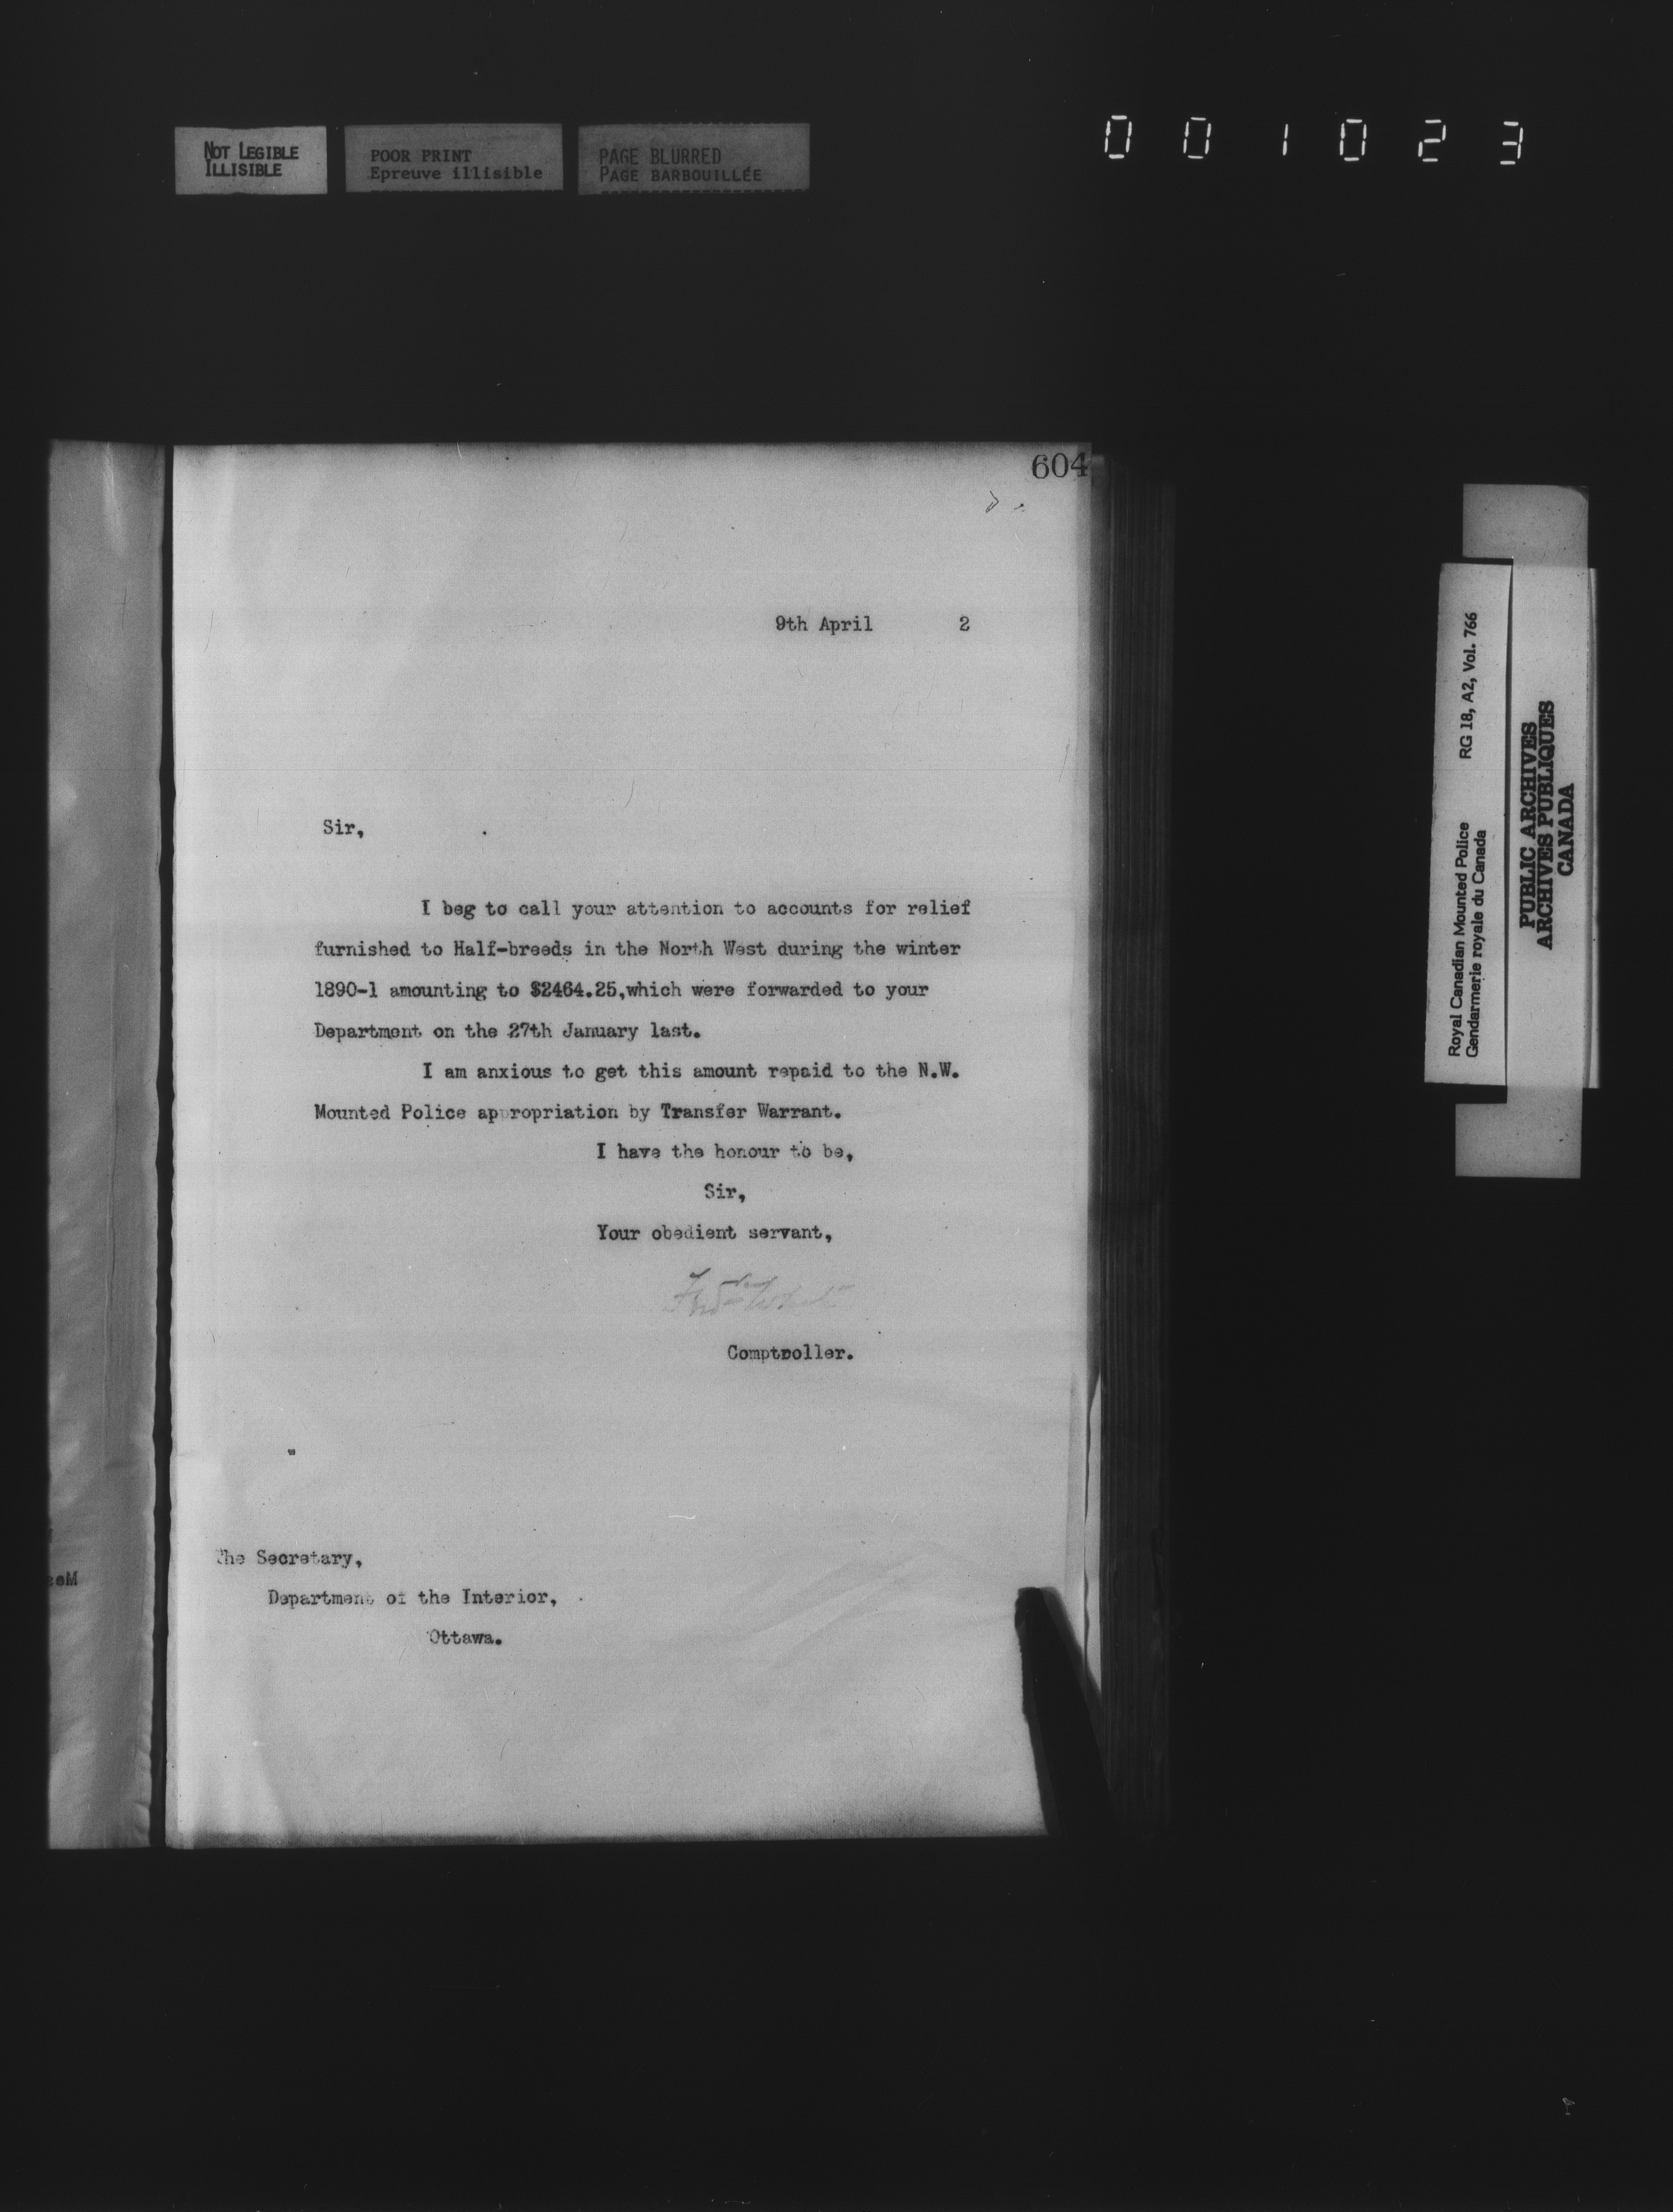 NOT LEGIBLE
ILLISIBLE
POOR PRINT
Epreuve illisible
PAGE BLURRED
PAGE BARBOUILLÉE
001023
604
9th April 2
Sir,
I beg to call your attention to accounts for relief
furnished to Half-breeds in the North West during the winter
1890-1 amounting to $2464.25,which were forwarded to your
Department on the 27th January last.
I am anxious to get this amount repaid to the N.W.
Mounted Police appropriation by Transfer Warrant.
I have the honour to be,
Sir,
Your obedient servant,
Fred White
Comptroller.
The Secretary,
Department of the Interior,
Ottawa.
Royal Canadian Mounted Police
Gendarmerie royale du Canada
RG 18, A2, Vol. 766
PUBLIC ARCHIVES
ARCHIVES PUBLIQUES
CANADA